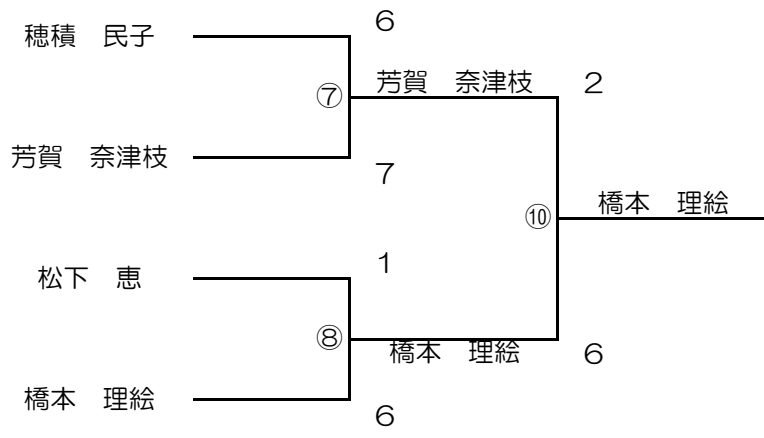 穂積　民子
６
⑦
芳賀　奈津枝
２
芳賀　奈津枝
７
⑩
橋本　理絵
松下　恵
１
⑧
橋本　理絵
６
橋本　理絵
６